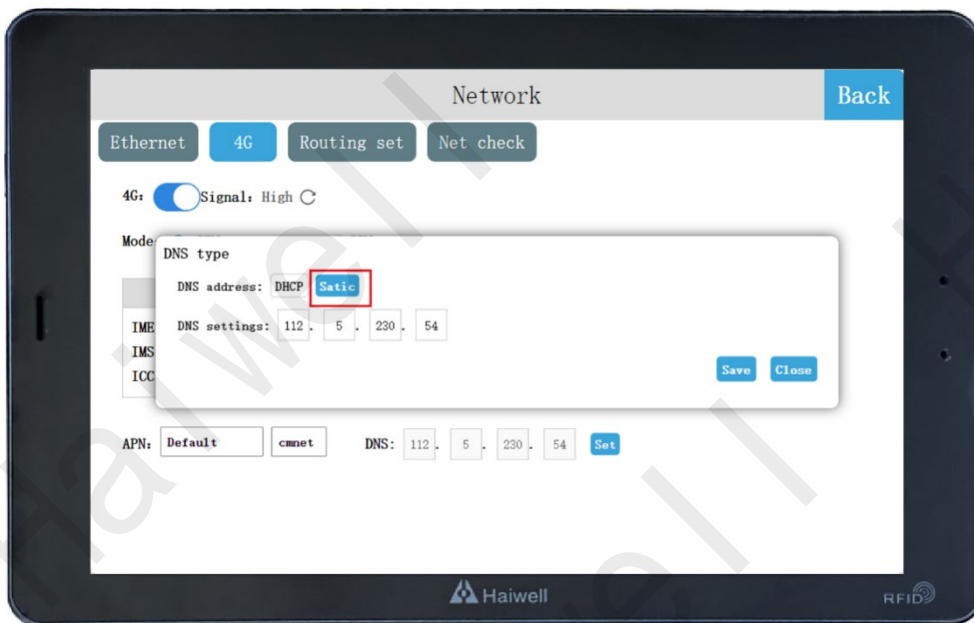 Network
Back
Ethernet
4G
Routing set
Net check
4G:
Signal: High
Mode
DNS type
DNS address: DHCP Satic
DNS settings: 112 . 5 . 230 . 54
IME
IMS
ICC
Save Close
APN: Default cmnet DNS: 112 . 5 . 230 . 54 Set
Haiwell
RFID
Haiwell